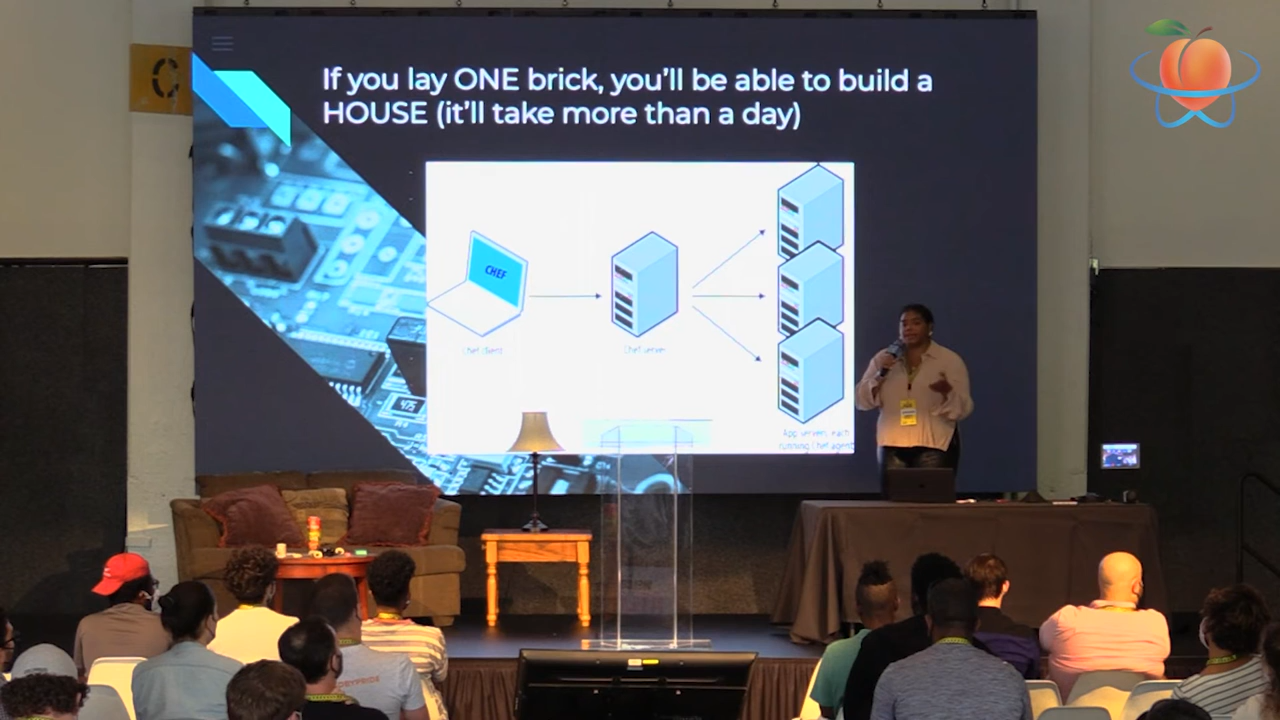 C
If you lay ONE brick, you'll be able to build a
HOUSE (it'll take more than a day)
CHEF
Chef client
Chef server
App servers, each
running Chef agent
475